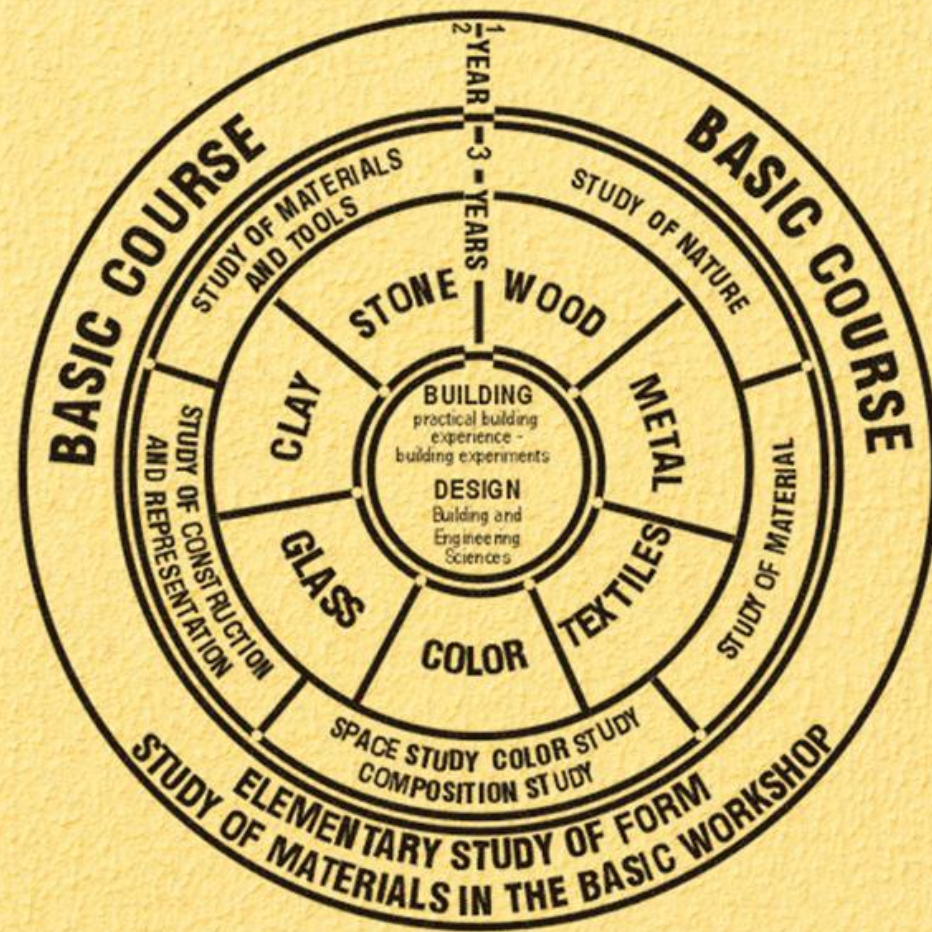 1/2 YEAR
BASIC COURSE
BASIC COURSE
3 YEARS
STUDY OF MATERIALS
AND TOOLS
STUDY OF NATURE
STUDY OF MATERIAL
SPACE STUDY COLOR STUDY
COMPOSITION STUDY
STUDY OF CONSTRUCTION
AND REPRESENTATION
STONE
WOOD
METAL
TEXTILES
COLOR
GLASS
CLAY
BUILDING
practical building
experience -
building experiments
DESIGN
Building and
Engineering
Sciences
ELEMENTARY STUDY OF FORM
STUDY OF MATERIALS IN THE BASIC WORKSHOP